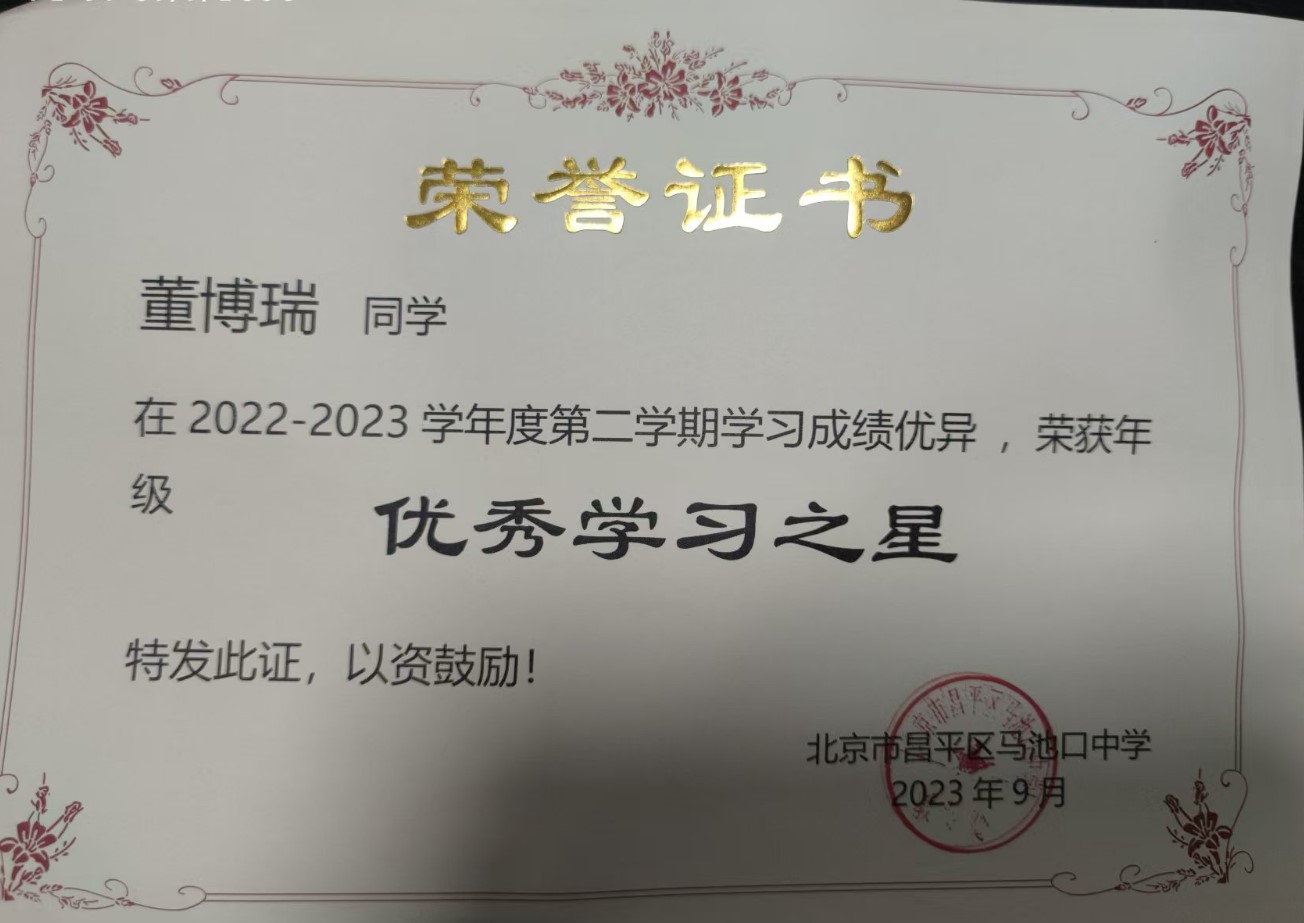 荣誉证书
董博瑞 同学
在 2022-2023 学年度第二学期学习成绩优异 ，荣获年
级
优秀学习之星
特发此证，以资鼓励！
北京市昌平区马池口中学
2023 年 9 月